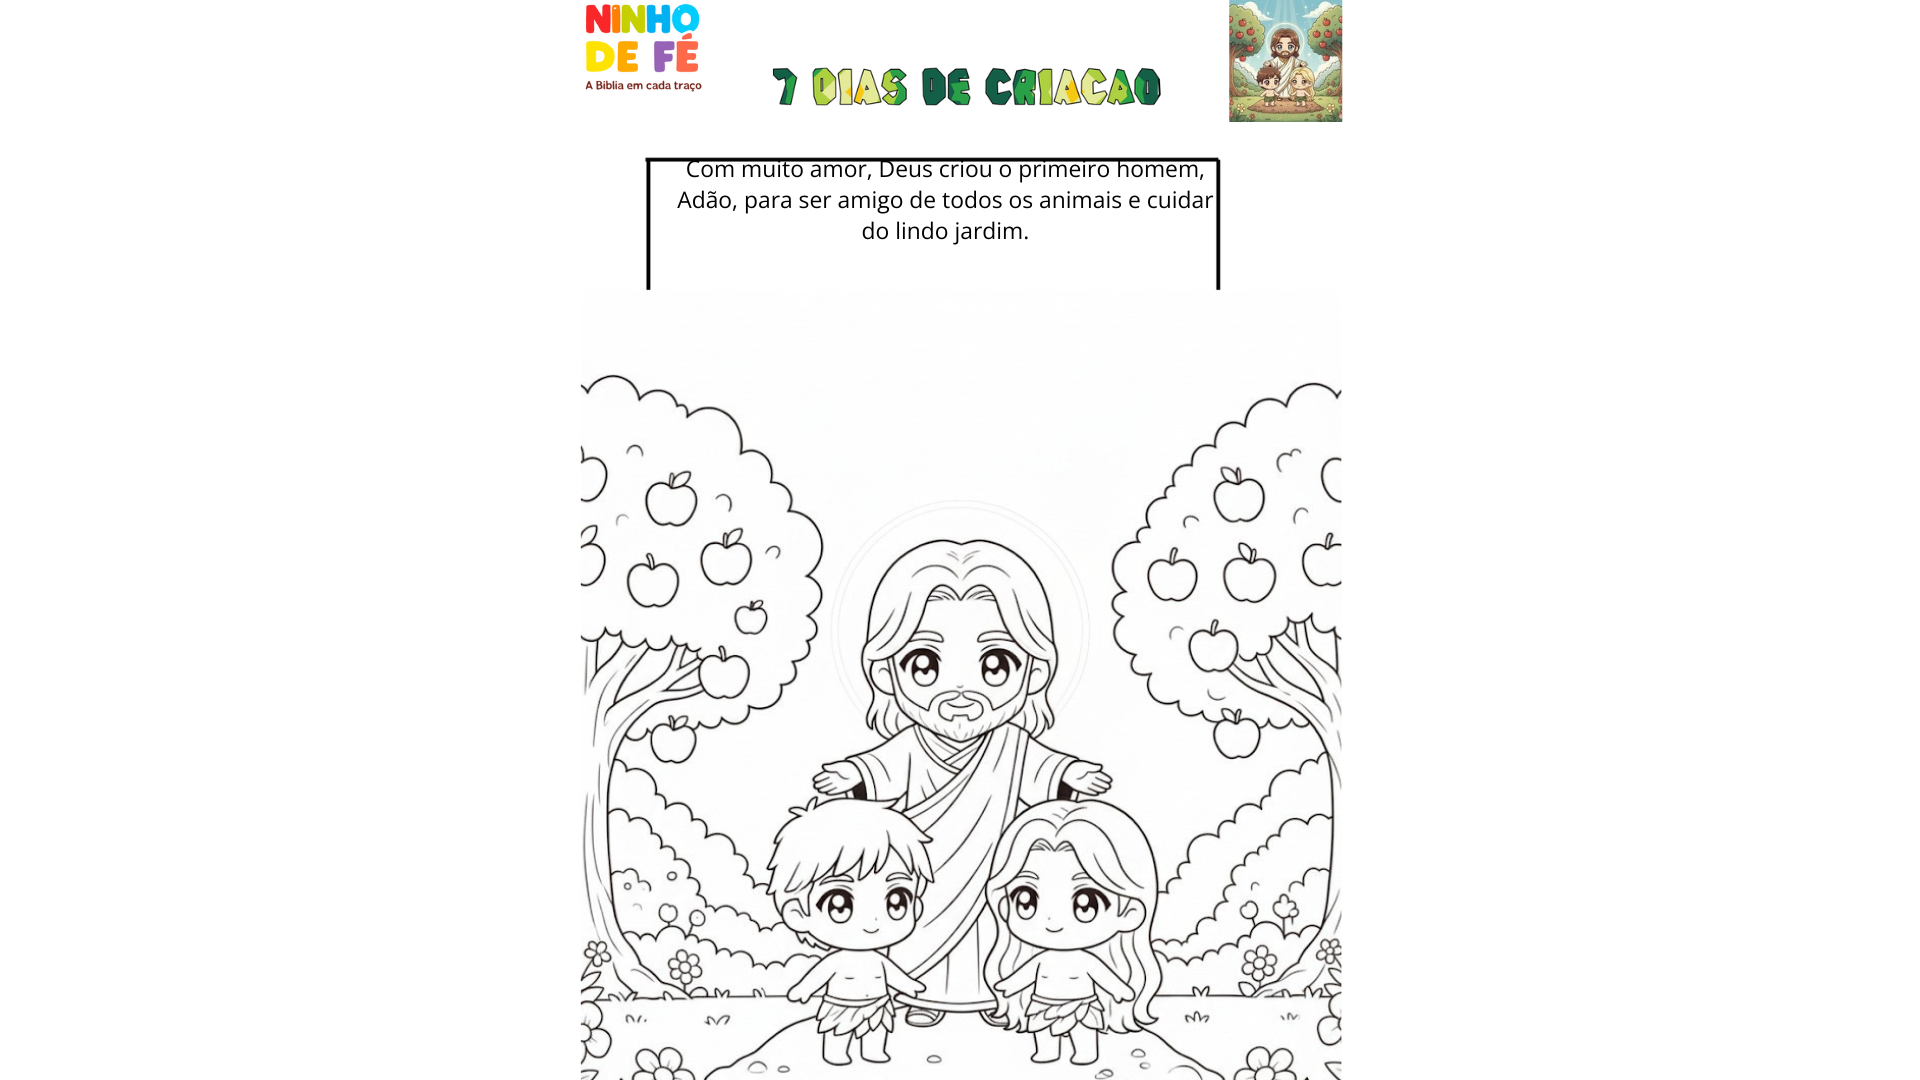 NINHO
DE FÉ
A Biblia em cada traço
7 DIAS DE CRIACAO
Com muito amor, Deus criou o primeiro homem,
Adão, para ser amigo de todos os animais e cuidar
do lindo jardim.